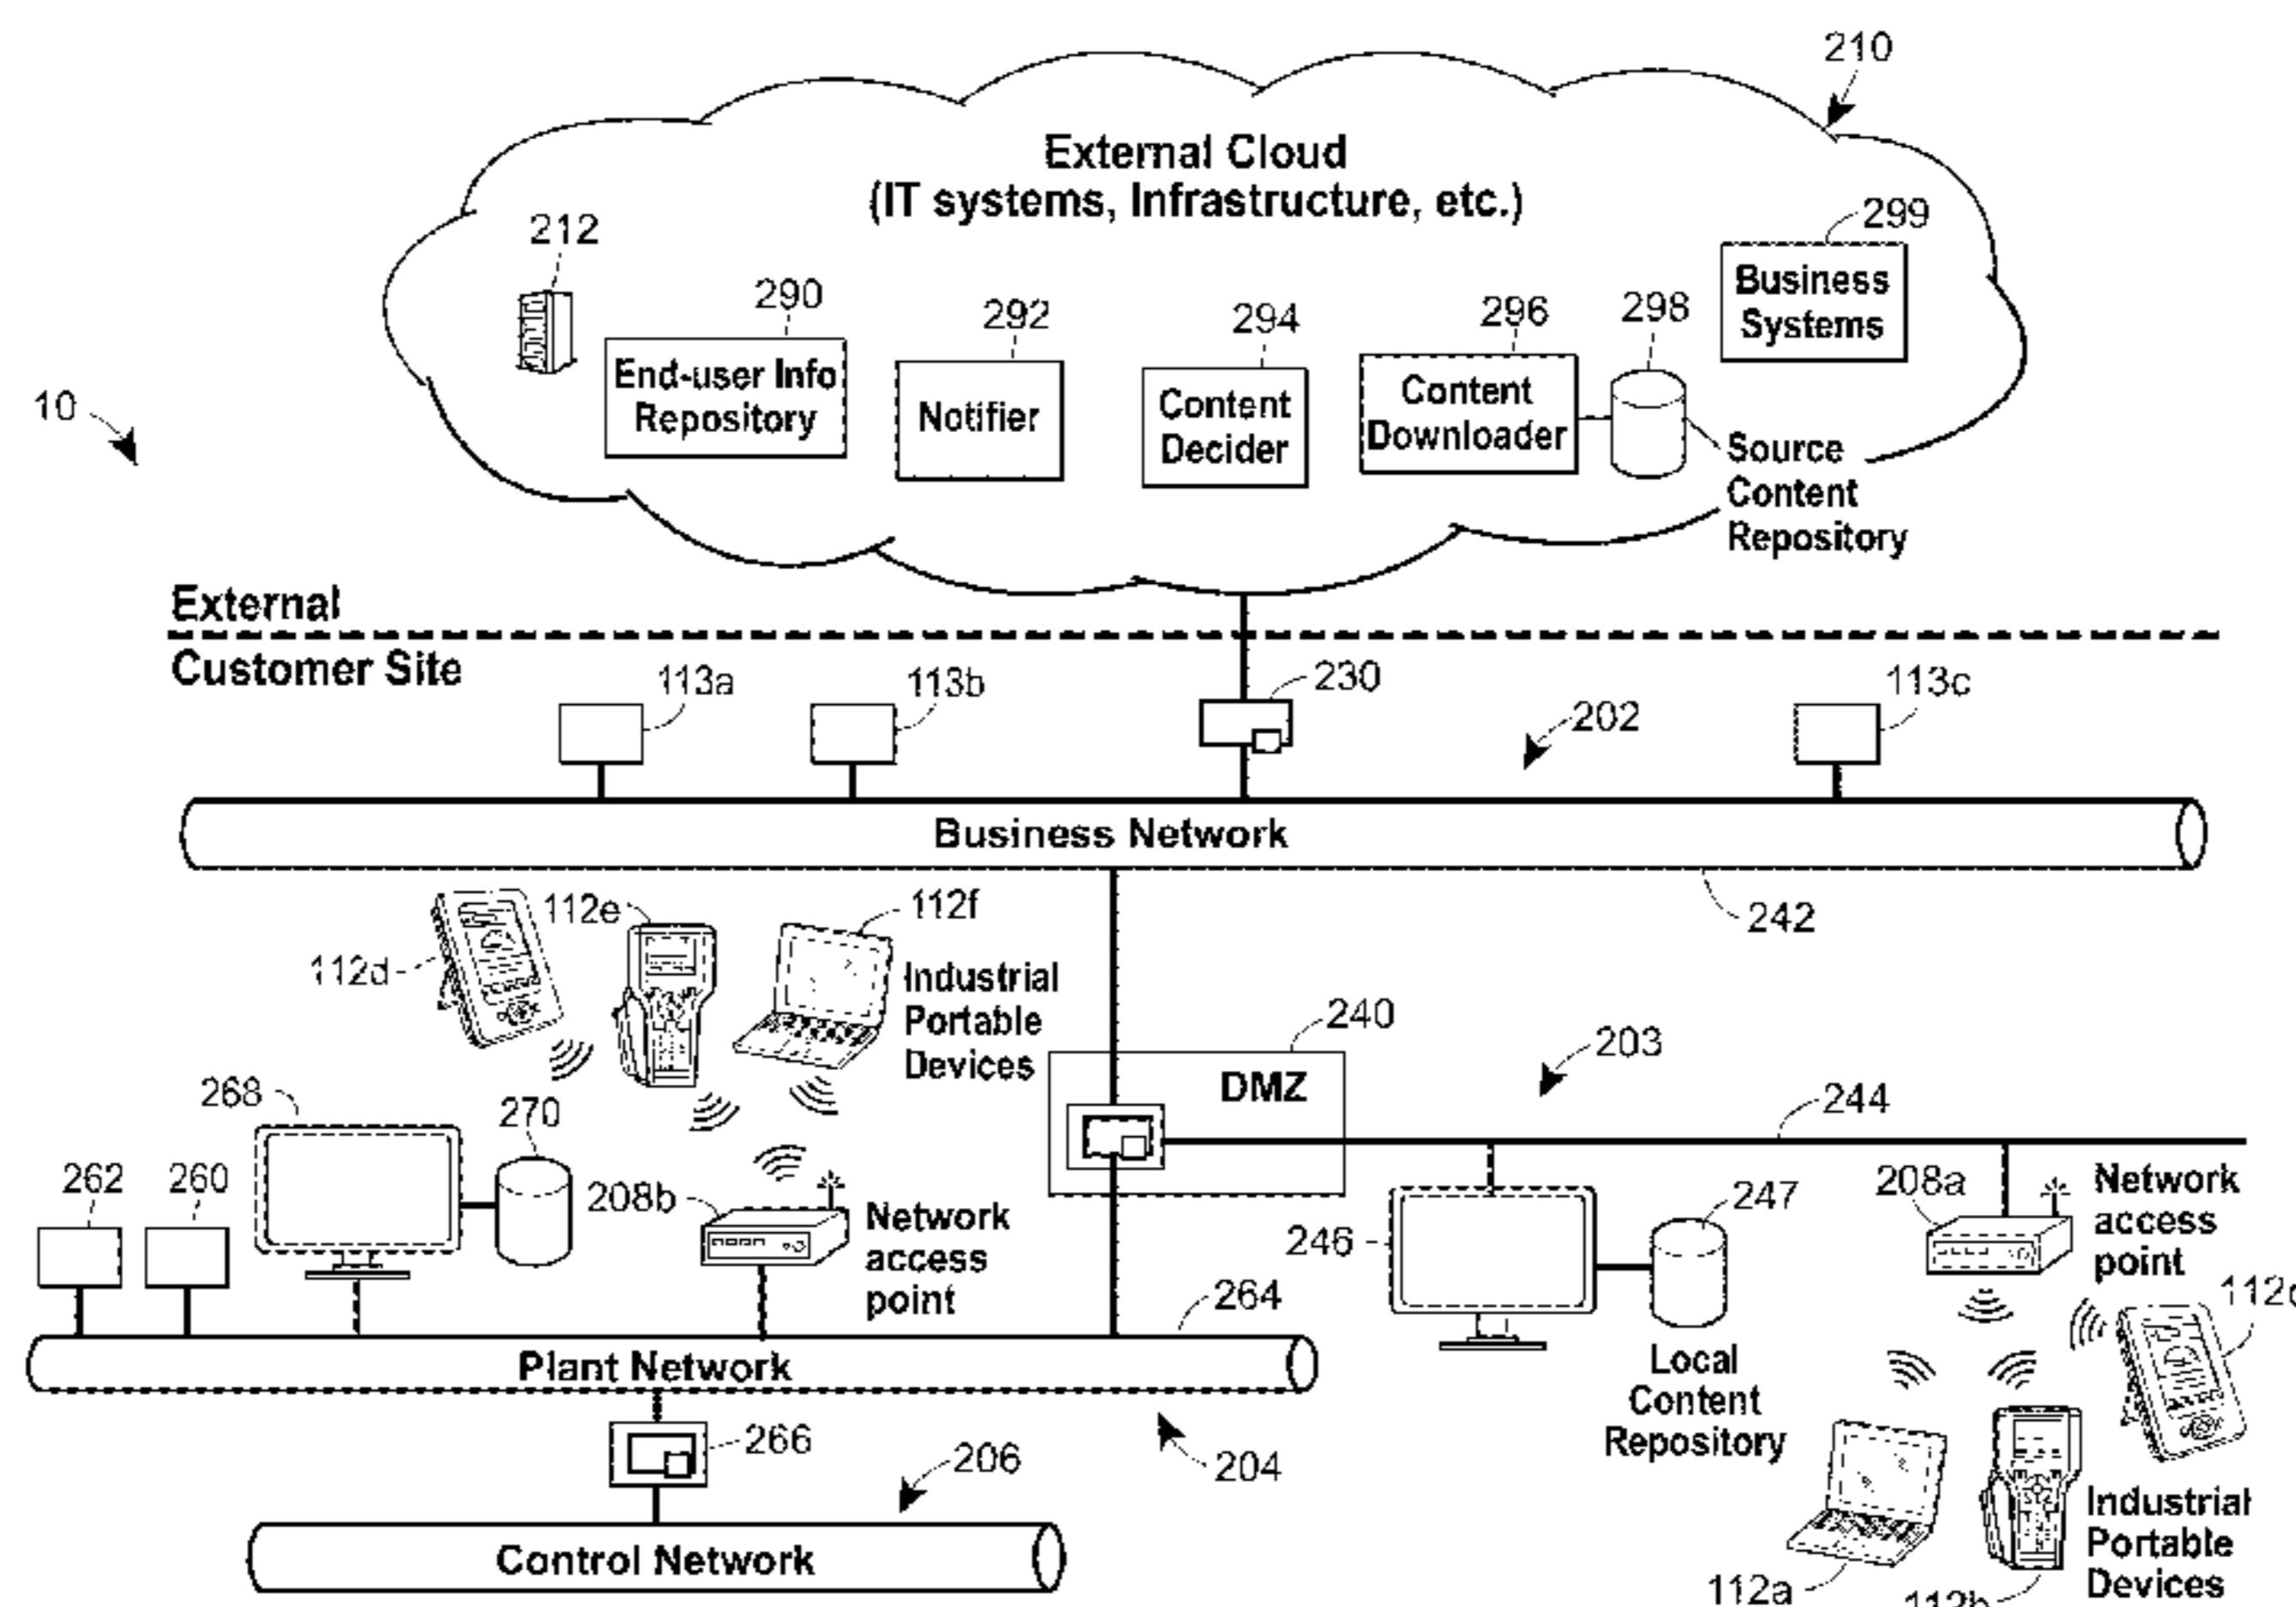 210
External Cloud
(IT systems, Infrastructure, etc.)
299
212
Business
Systems
290
292
294
296
298
End-user Info
Repository
Notifier
Content
Decider
Content
Downloader
10
Source
Content
Repository
External
Customer Site
113a
113b
230
202
113c
Business Network
242
112d
112e
112f
Industrial
Portable
Devices
240
DMZ
203
244
268
270
262
260
208b
Network
access
point
246
247
208a
Network
access
point
264
Local
Content
Repository
Plant Network
266
204
206
Control Network
112a
Industrial
Portable
Devices